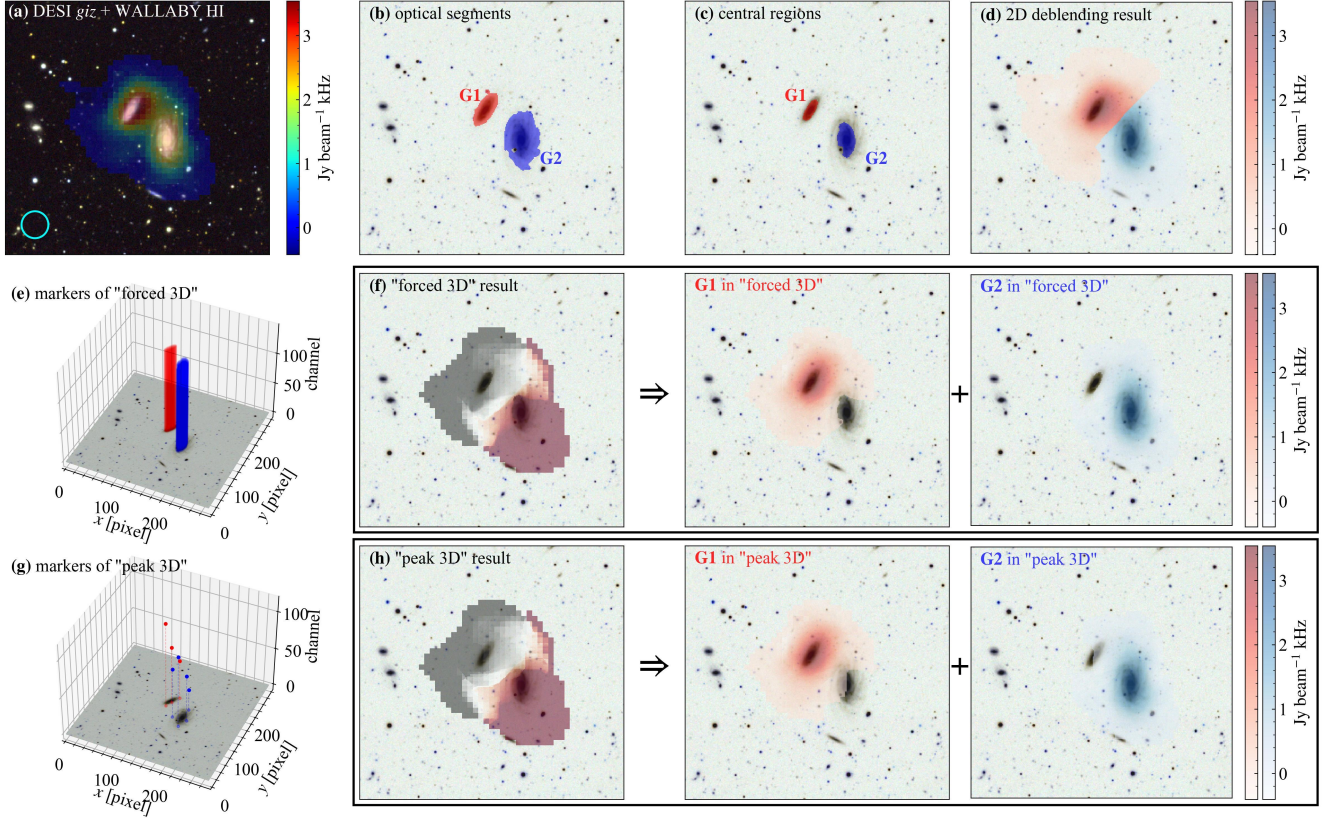 (a) DESI giz + WALLABY HI
3
2
1
0
Jy beam−1 kHz
(b) optical segments
G1
G2
(c) central regions
G1
G2
(d) 2D deblending result
3
2
1
0
Jy beam−1 kHz
(e) markers of "forced 3D"
100
50
0
channel
0
100
200
x [pixel]
200
100
0
y [pixel]
(f) "forced 3D" result
⇒
G1 in "forced 3D"
+
G2 in "forced 3D"
3
2
1
0
Jy beam−1 kHz
(g) markers of "peak 3D"
100
50
0
channel
0
100
200
x [pixel]
200
100
0
y [pixel]
(h) "peak 3D" result
⇒
G1 in "peak 3D"
+
G2 in "peak 3D"
3
2
1
0
Jy beam−1 kHz